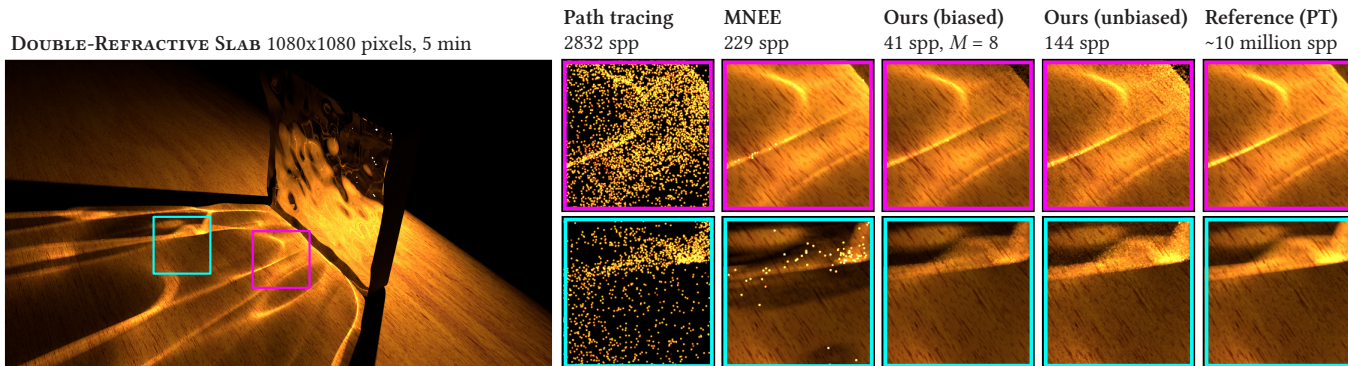 DOUBLE-REFRACTIVE SLAB 1080x1080 pixels, 5 min
Path tracing
2832 spp
MNEE
229 spp
Ours (biased)
41 spp, M = 8
Ours (unbiased)
144 spp
Reference (PT)
~10 million spp